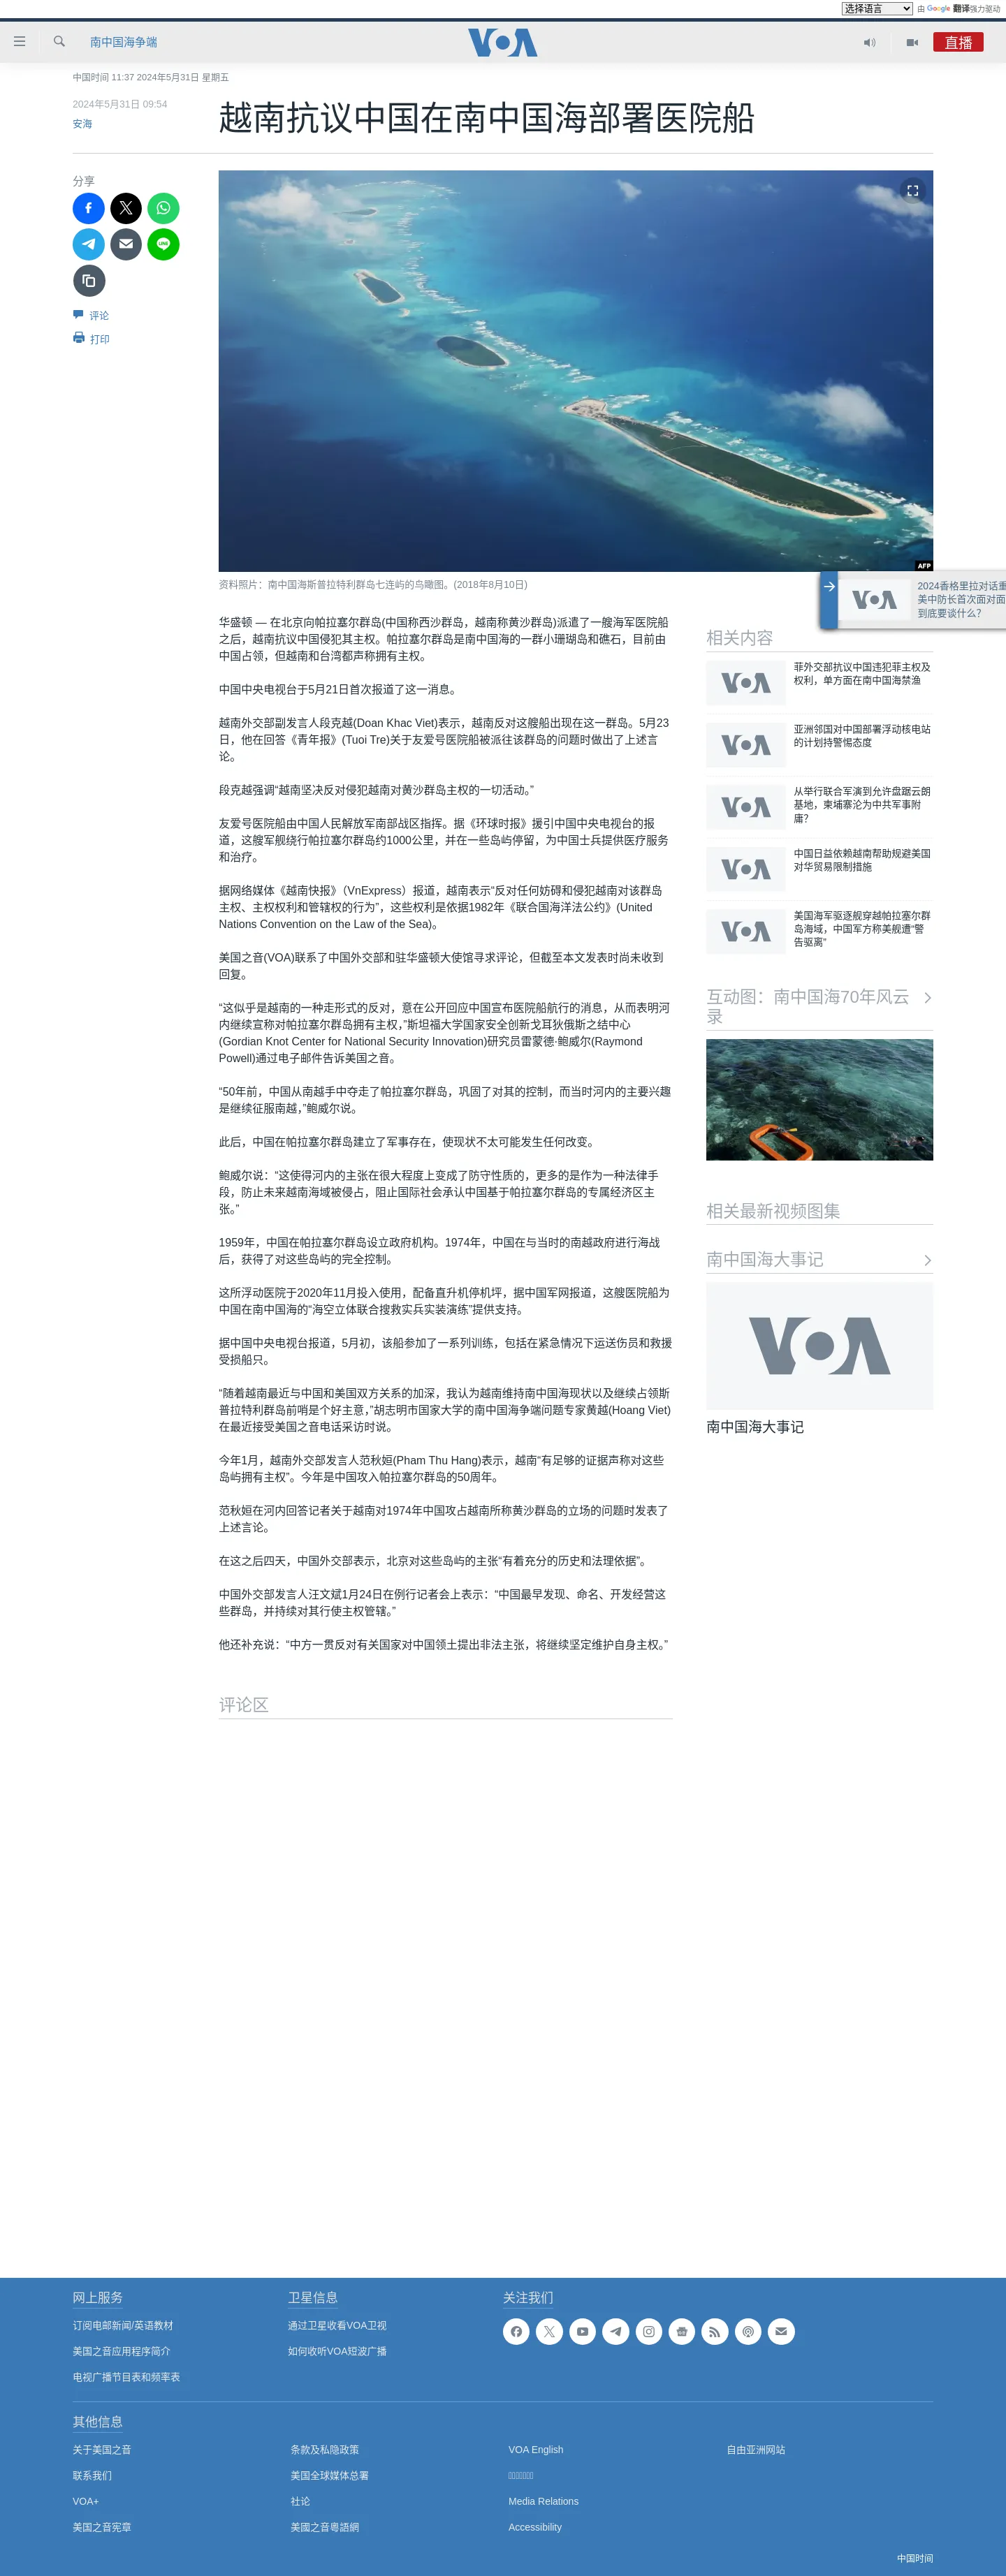 选择语言 由 Google 翻译强力驱动
南中国海争端
VOA
直播
中国时间 11:37 2024年5月31日 星期五
2024年5月31日 09:54
安海
越南抗议中国在南中国海部署医院船
分享
评论
打印
AFP
资料照片：南中国海斯普拉特利群岛七连屿的鸟瞰图。(2018年8月10日)
华盛顿 — 在北京向帕拉塞尔群岛(中国称西沙群岛，越南称黄沙群岛)派遣了一艘海军医院船
之后，越南抗议中国侵犯其主权。帕拉塞尔群岛是南中国海的一群小珊瑚岛和礁石，目前由
中国占领，但越南和台湾都声称拥有主权。
中国中央电视台于5月21日首次报道了这一消息。
越南外交部副发言人段克越(Doan Khac Viet)表示，越南反对这艘船出现在这一群岛。5月23
日，他在回答《青年报》(Tuoi Tre)关于友爱号医院船被派往该群岛的问题时做出了上述言
论。
段克越强调“越南坚决反对侵犯越南对黄沙群岛主权的一切活动。”
友爱号医院船由中国人民解放军南部战区指挥。据《环球时报》援引中国中央电视台的报
道，这艘军舰绕行帕拉塞尔群岛约1000公里，并在一些岛屿停留，为中国士兵提供医疗服务
和治疗。
据网络媒体《越南快报》（VnExpress）报道，越南表示“反对任何妨碍和侵犯越南对该群岛
主权、主权权利和管辖权的行为”，这些权利是依据1982年《联合国海洋法公约》(United
Nations Convention on the Law of the Sea)。
美国之音(VOA)联系了中国外交部和驻华盛顿大使馆寻求评论，但截至本文发表时尚未收到
回复。
“这似乎是越南的一种走形式的反对，意在公开回应中国宣布医院船航行的消息，从而表明河
内继续宣称对帕拉塞尔群岛拥有主权，”斯坦福大学国家安全创新戈耳狄俄斯之结中心
(Gordian Knot Center for National Security Innovation)研究员雷蒙德·鲍威尔(Raymond
Powell)通过电子邮件告诉美国之音。
“50年前，中国从南越手中夺走了帕拉塞尔群岛，巩固了对其的控制，而当时河内的主要兴趣
是继续征服南越，”鲍威尔说。
此后，中国在帕拉塞尔群岛建立了军事存在，使现状不太可能发生任何改变。
鲍威尔说：“这使得河内的主张在很大程度上变成了防守性质的，更多的是作为一种法律手
段，防止未来越南海域被侵占，阻止国际社会承认中国基于帕拉塞尔群岛的专属经济区主
张。”
1959年，中国在帕拉塞尔群岛设立政府机构。1974年，中国在与当时的南越政府进行海战
后，获得了对这些岛屿的完全控制。
这所浮动医院于2020年11月投入使用，配备直升机停机坪，据中国军网报道，这艘医院船为
中国在南中国海的“海空立体联合搜救实兵实装演练”提供支持。
据中国中央电视台报道，5月初，该船参加了一系列训练，包括在紧急情况下运送伤员和救援
受损船只。
“随着越南最近与中国和美国双方关系的加深，我认为越南维持南中国海现状以及继续占领斯
普拉特利群岛前哨是个好主意，”胡志明市国家大学的南中国海争端问题专家黄越(Hoang Viet)
在最近接受美国之音电话采访时说。
今年1月，越南外交部发言人范秋姮(Pham Thu Hang)表示，越南“有足够的证据声称对这些
岛屿拥有主权”。今年是中国攻入帕拉塞尔群岛的50周年。
范秋姮在河内回答记者关于越南对1974年中国攻占越南所称黄沙群岛的立场的问题时发表了
上述言论。
在这之后四天，中国外交部表示，北京对这些岛屿的主张“有着充分的历史和法理依据”。
中国外交部发言人汪文斌1月24日在例行记者会上表示：“中国最早发现、命名、开发经营这
些群岛，并持续对其行使主权管辖。”
他还补充说：“中方一贯反对有关国家对中国领土提出非法主张，将继续坚定维护自身主权。”
评论区
VOA
2024香格里拉对话重
美中防长首次面对面
到底要谈什么？
相关内容
VOA
菲外交部抗议中国违犯菲主权及
权利，单方面在南中国海禁渔
VOA
亚洲邻国对中国部署浮动核电站
的计划持警惕态度
VOA
从举行联合军演到允许盘踞云朗
基地，柬埔寨沦为中共军事附
庸？
VOA
中国日益依赖越南帮助规避美国
对华贸易限制措施
VOA
美国海军驱逐舰穿越帕拉塞尔群
岛海域，中国军方称美舰遭“警
告驱离”
互动图：南中国海70年风云
录
相关最新视频图集
南中国海大事记
VOA
南中国海大事记
网上服务
订阅电邮新闻/英语教材
美国之音应用程序简介
电视广播节目表和频率表
卫星信息
通过卫星收看VOA卫视
如何收听VOA短波广播
关注我们
其他信息
关于美国之音
联系我们
VOA+
美国之音宪章
条款及私隐政策
美国全球媒体总署
社论
美國之音粵語網
VOA English
Media Relations
Accessibility
自由亚洲网站
中国时间